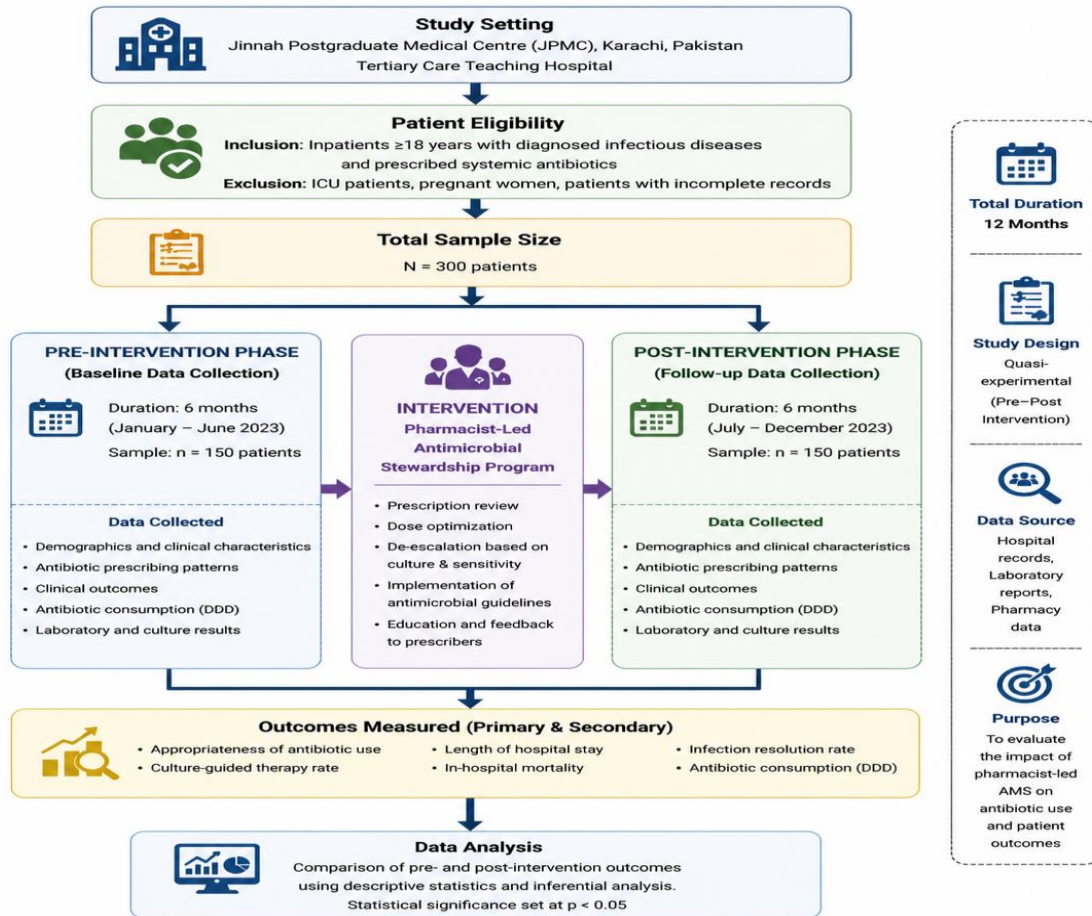 Study Setting
Jinnah Postgraduate Medical Centre (JPMC), Karachi, Pakistan
Tertiary Care Teaching Hospital
Patient Eligibility
Inclusion: Inpatients ≥18 years with diagnosed infectious diseases
and prescribed systemic antibiotics
Exclusion: ICU patients, pregnant women, patients with incomplete records
Total Sample Size
N = 300 patients
PRE-INTERVENTION PHASE
(Baseline Data Collection)
Duration: 6 months
(January – June 2023)
Sample: n = 150 patients
Data Collected
• Demographics and clinical characteristics
• Antibiotic prescribing patterns
• Clinical outcomes
• Antibiotic consumption (DDD)
• Laboratory and culture results
INTERVENTION
Pharmacist-Led
Antimicrobial
Stewardship Program
• Prescription review
• Dose optimization
• De-escalation based on
culture & sensitivity
• Implementation of
antimicrobial guidelines
• Education and feedback
to prescribers
POST-INTERVENTION PHASE
(Follow-up Data Collection)
Duration: 6 months
(July – December 2023)
Sample: n = 150 patients
Data Collected
• Demographics and clinical characteristics
• Antibiotic prescribing patterns
• Clinical outcomes
• Antibiotic consumption (DDD)
• Laboratory and culture results
Outcomes Measured (Primary & Secondary)
• Appropriateness of antibiotic use
• Culture-guided therapy rate
• Length of hospital stay
• In-hospital mortality
• Infection resolution rate
• Antibiotic consumption (DDD)
Data Analysis
Comparison of pre- and post-intervention outcomes
using descriptive statistics and inferential analysis.
Statistical significance set at p < 0.05
Total Duration
12 Months
Study Design
Quasi-
experimental
(Pre–Post
Intervention)
Data Source
Hospital
records,
Laboratory
reports,
Pharmacy
data
Purpose
To evaluate
the impact of
pharmacist-led
AMS on
antibiotic use
and patient
outcomes